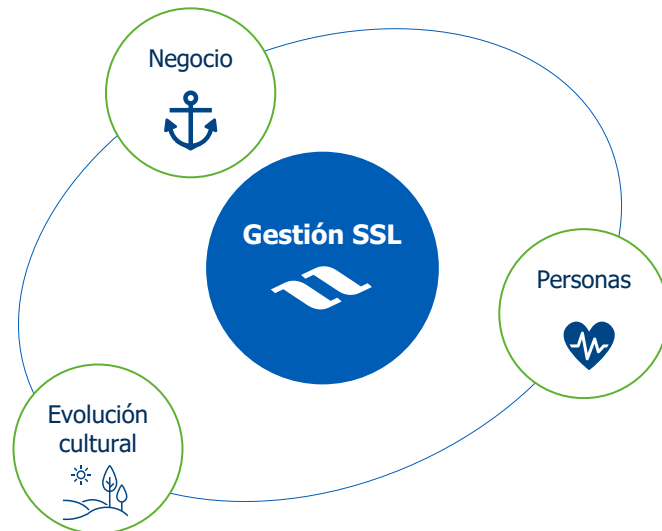 Negocio
Gestión SSL
Personas
Evolución
cultural